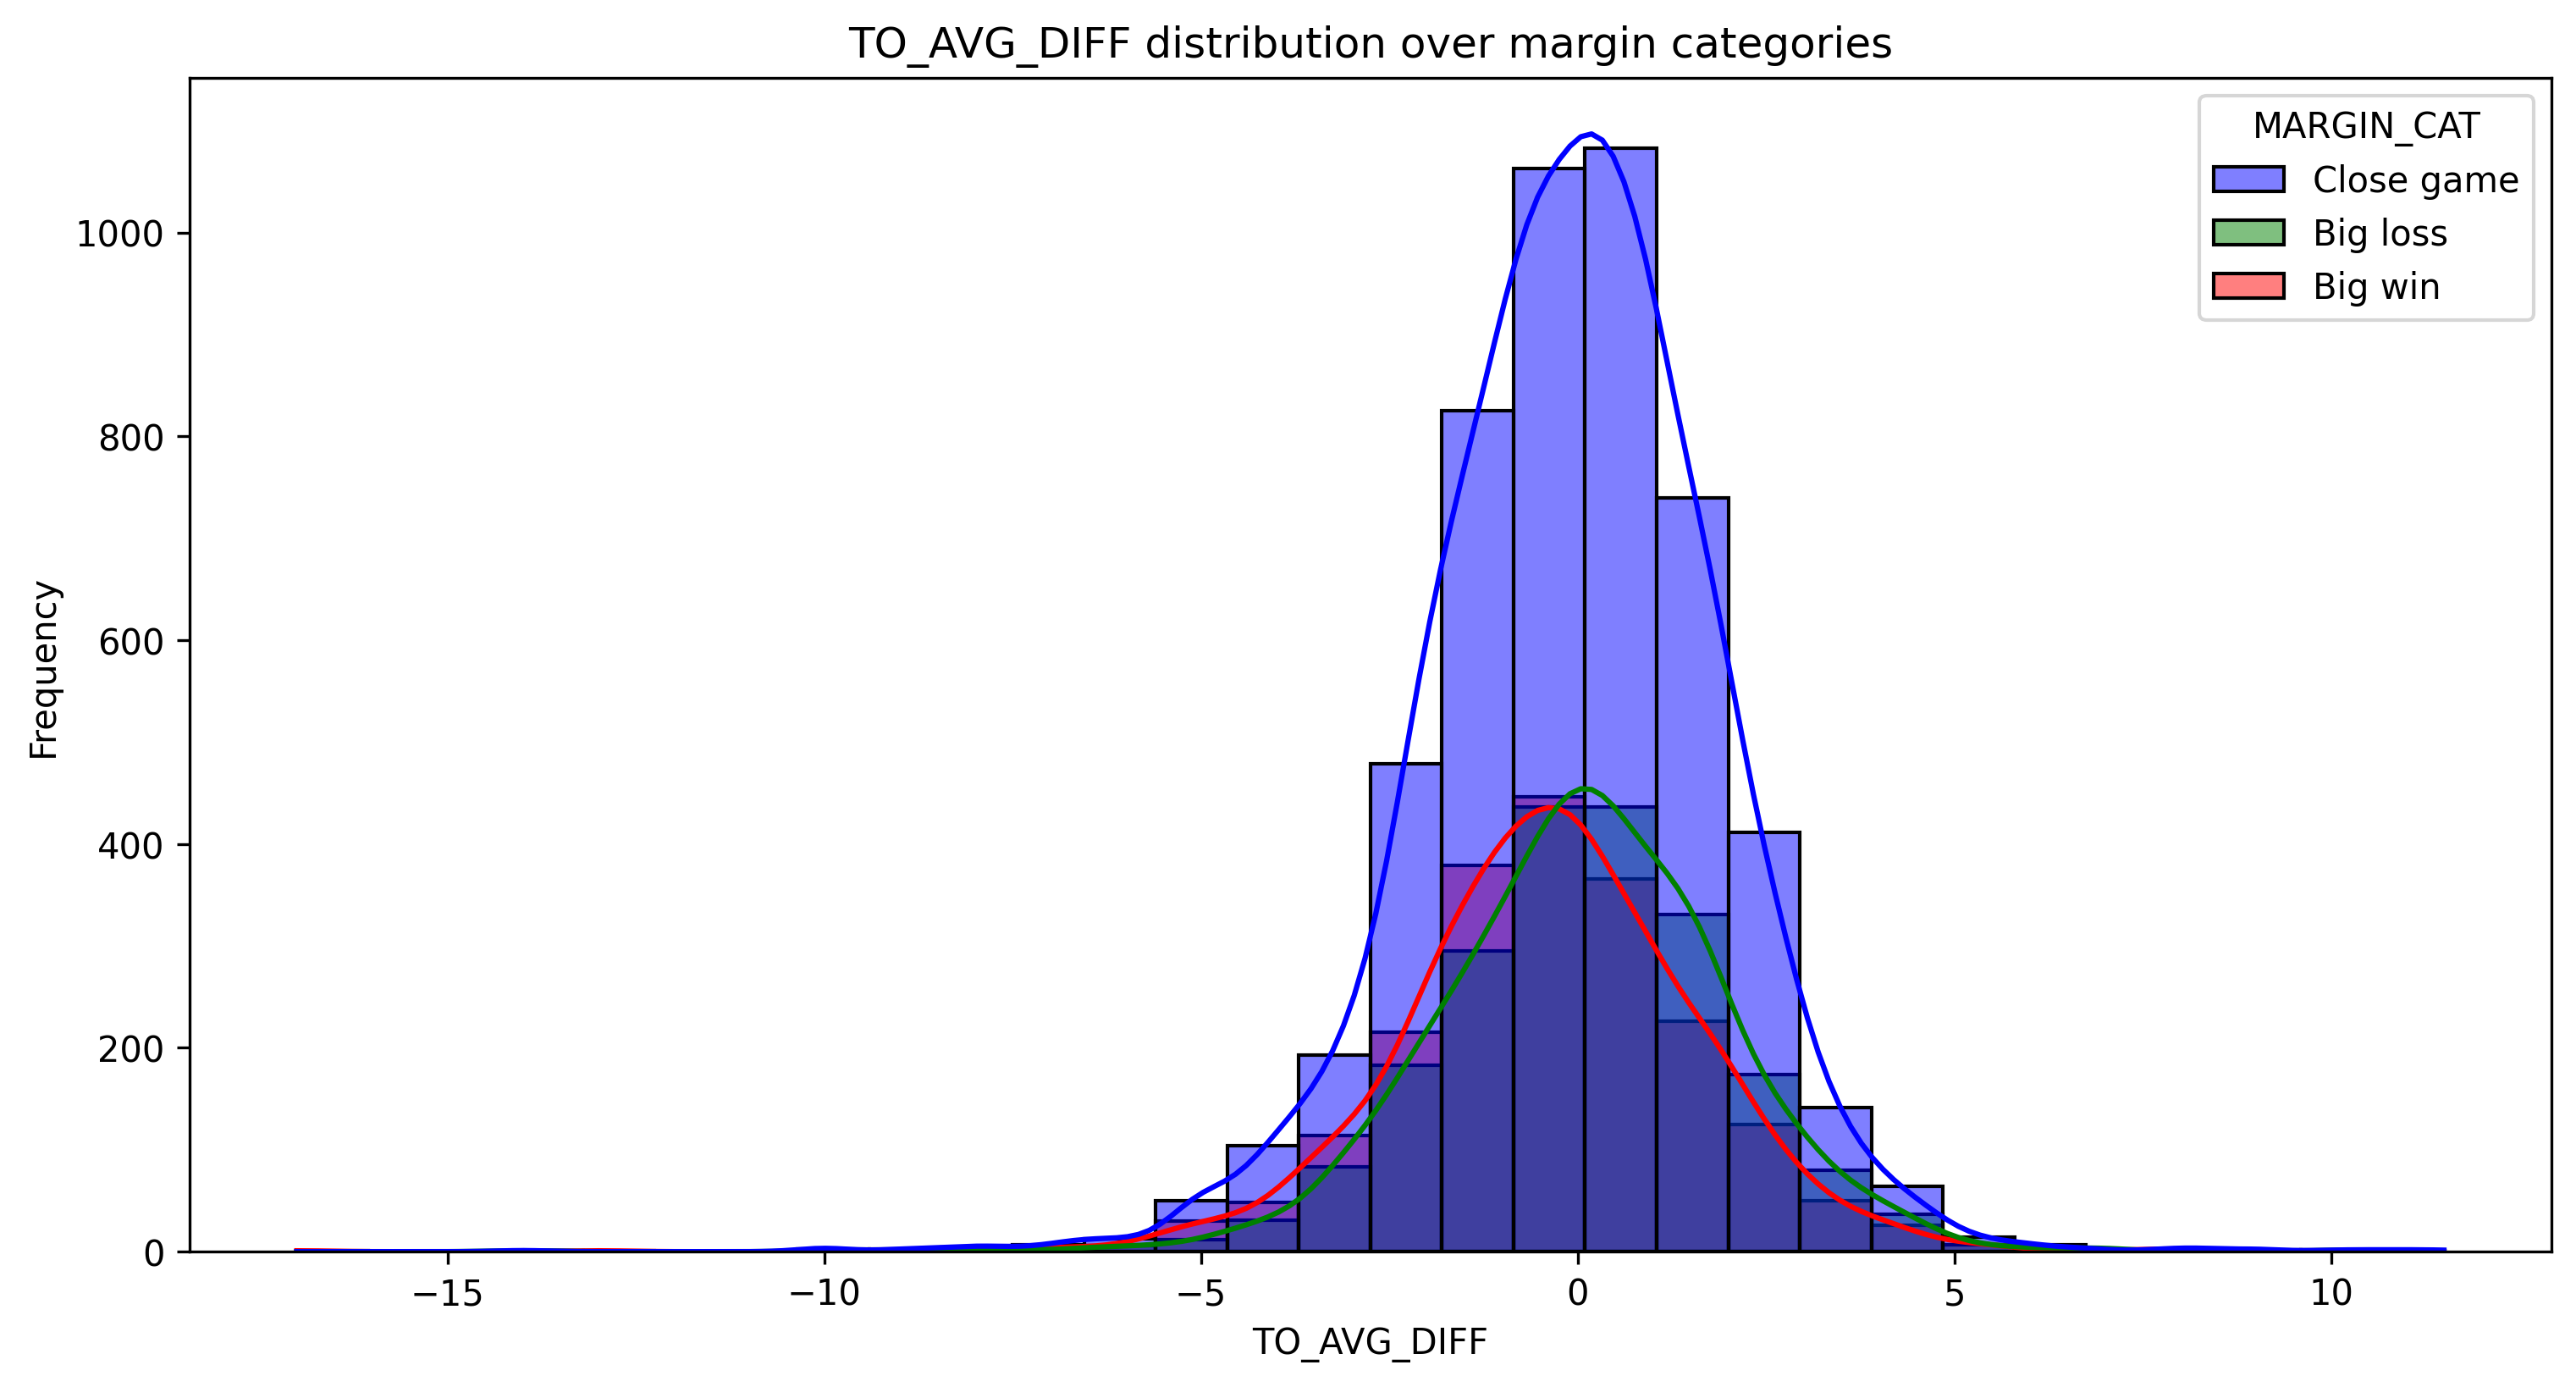 TO_AVG_DIFF distribution over margin categories
MARGIN_CAT
Close game
Big loss
Big win
Frequency
1000
800
600
400
200
0
−15
−10
−5
0
5
10
TO_AVG_DIFF